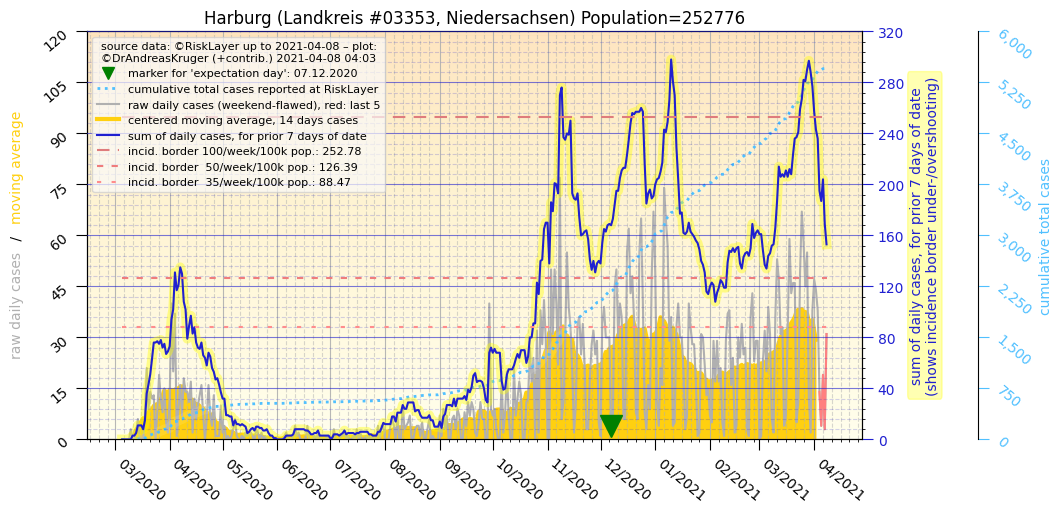 Harburg (Landkreis #03353, Niedersachsen) Population=252776
source data: ©RiskLayer up to 2021-04-08 – plot:
©DrAndreasKruger (+contrib.) 2021-04-08 04:03
marker for 'expectation day': 07.12.2020
cumulative total cases reported at RiskLayer
raw daily cases (weekend-flawed), red: last 5
centered moving average, 14 days cases
sum of daily cases, for prior 7 days of date
incid. border 100/week/100k pop.: 252.78
incid. border  50/week/100k pop.: 126.39
incid. border  35/week/100k pop.: 88.47
raw daily cases  /  moving average
120
105
90
75
60
45
30
15
0
03/2020
04/2020
05/2020
06/2020
07/2020
08/2020
09/2020
10/2020
11/2020
12/2020
01/2021
02/2021
03/2021
04/2021
320
280
240
200
160
120
80
40
0
sum of daily cases, for prior 7 days of date
(shows incidence border under-/overshooting)
6,000
5,250
4,500
3,750
3,000
2,250
1,500
750
0
cumulative total cases